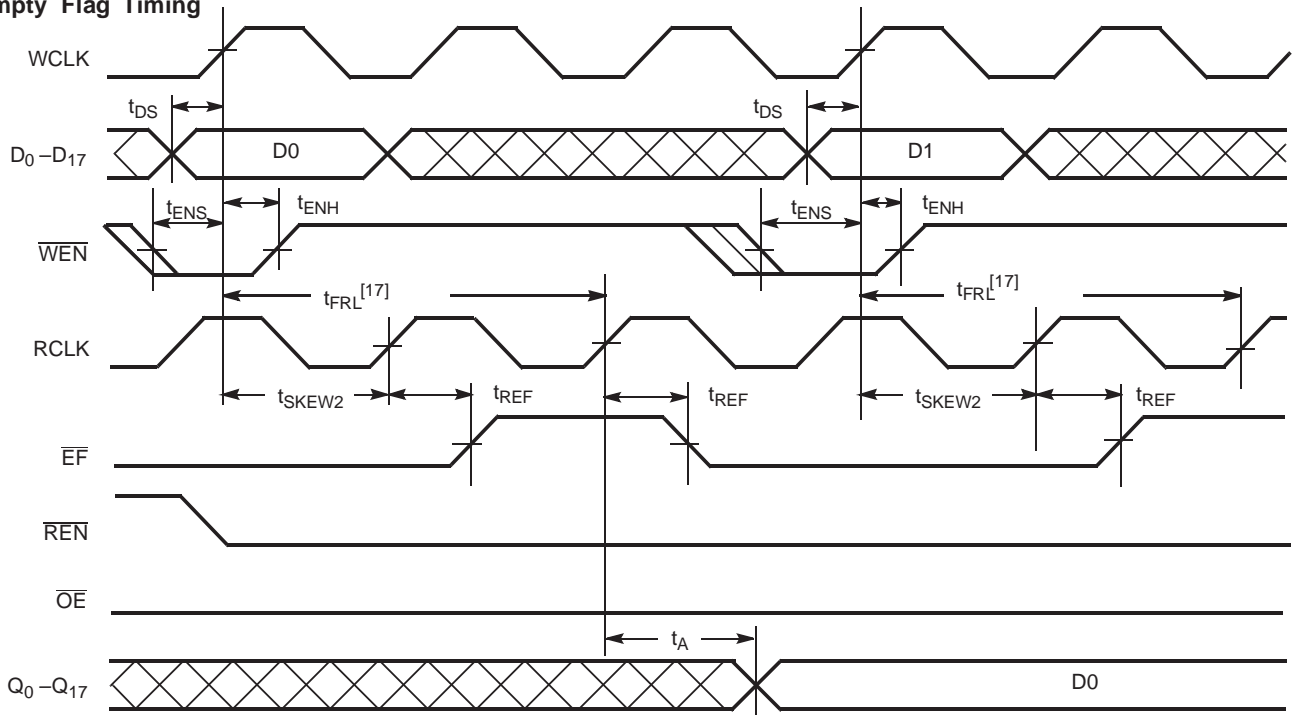 mpty Flag Timing
WCLK
tDS tDS
D0 –D17 D0 D1
tENS tENH tENS tENH
WEN
tFRL[17] tFRL[17]
RCLK
tSKEW2 tREF tREF tSKEW2 tREF
EF
REN
OE
tA
Q0 –Q17 D0